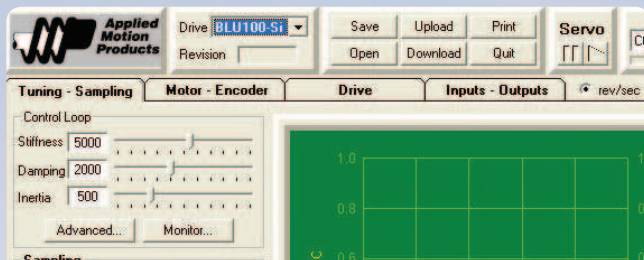 Applied
Motion
Products
Drive BLU100-Si
Revision
Save Upload Print
Open Download Quit
Servo
Tuning - Sampling Motor - Encoder Drive Inputs - Outputs rev/sec
Control Loop
Stiffness 5000
Damping 2000
Inertia 500
Advanced... Monitor...
Sampling
1.0
0.8
0.6